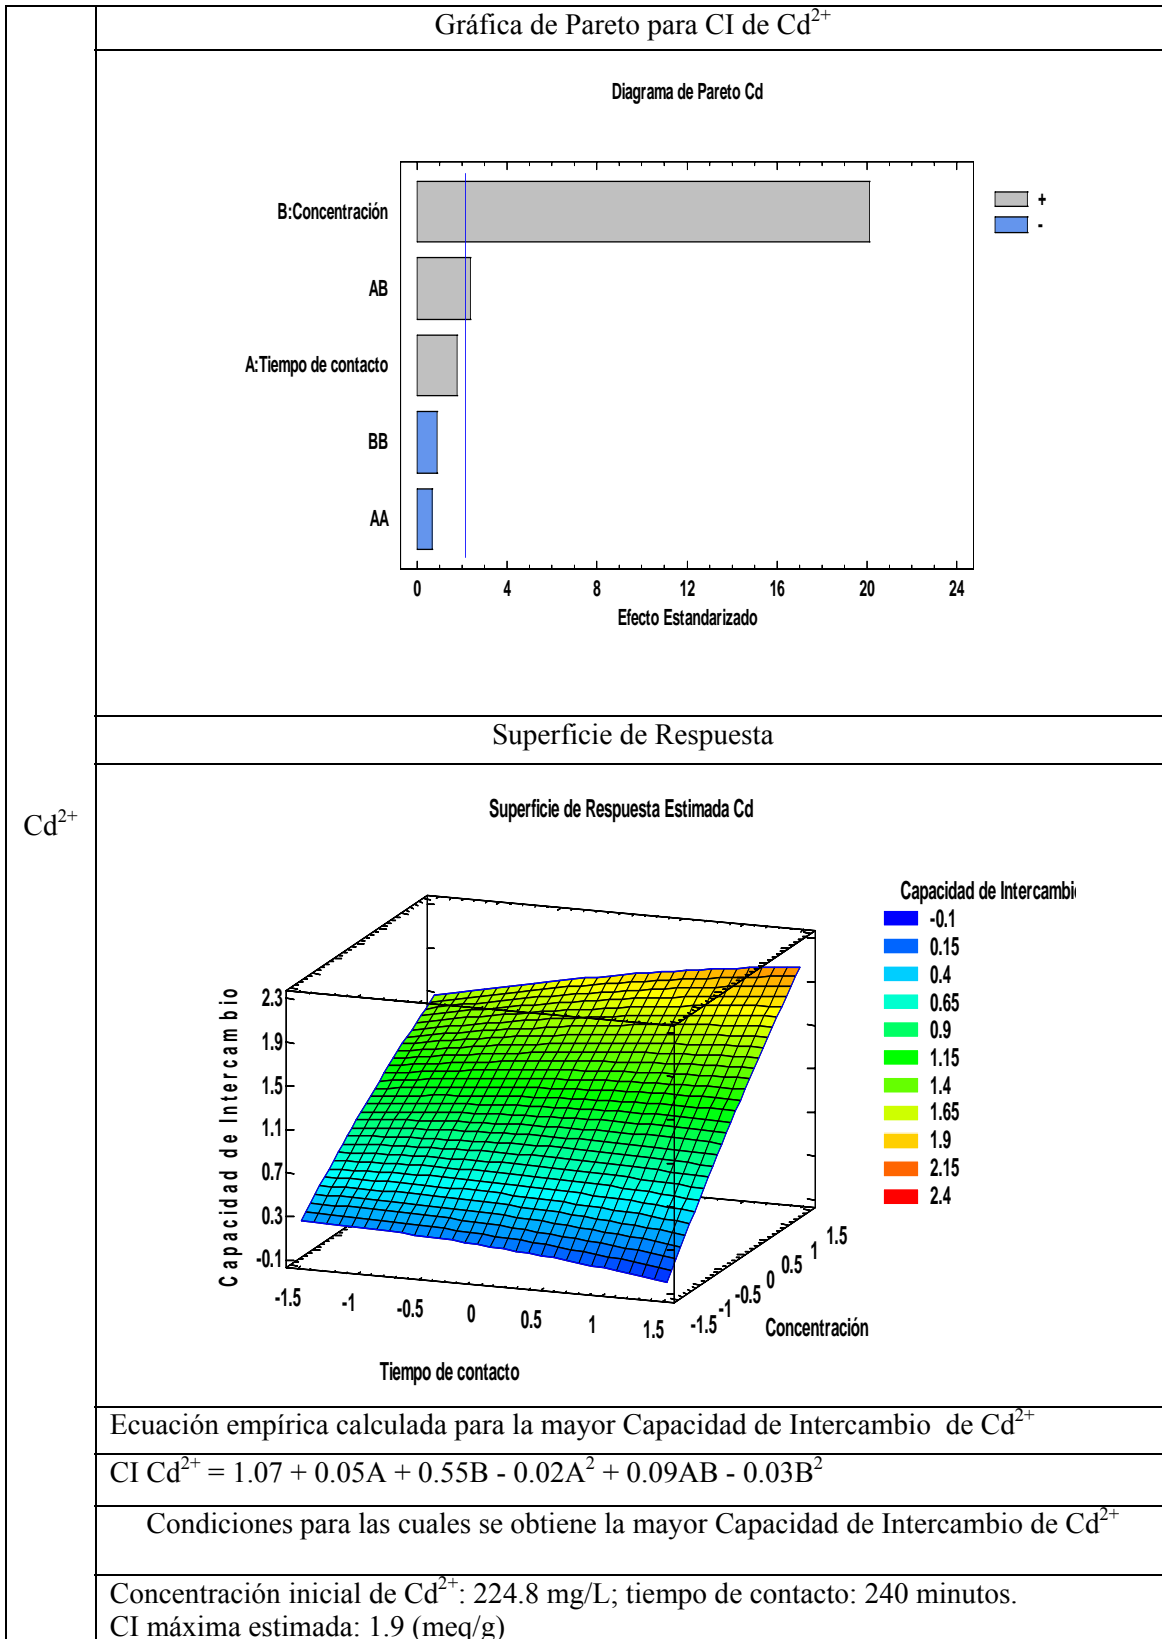 Gráfica de Pareto para CI de Cd²⁺
Diagrama de Pareto Cd
B:Concentración
AB
A:Tiempo de contacto
BB
AA
+
-
0 4 8 12 16 20 24
Efecto Estandarizado
Superficie de Respuesta
Cd²⁺
Superficie de Respuesta Estimada Cd
Capacidad de Intercambi
-0.1
0.15
0.4
0.65
0.9
1.15
1.4
1.65
1.9
2.15
2.4
Capacidad de Intercambio
2.3
1.9
1.5
1.1
0.7
0.3
-0.1
-1.5 -1 -0.5 0 0.5 1 1.5
Tiempo de contacto
-1.5 -1 -0.5 0 0.5 1 1.5
Concentración
Ecuación empírica calculada para la mayor Capacidad de Intercambio de Cd²⁺
CI Cd²⁺ = 1.07 + 0.05A + 0.55B - 0.02A² + 0.09AB - 0.03B²
Condiciones para las cuales se obtiene la mayor Capacidad de Intercambio de Cd²⁺
Concentración inicial de Cd²⁺: 224.8 mg/L; tiempo de contacto: 240 minutos.
CI máxima estimada: 1.9 (meq/g)